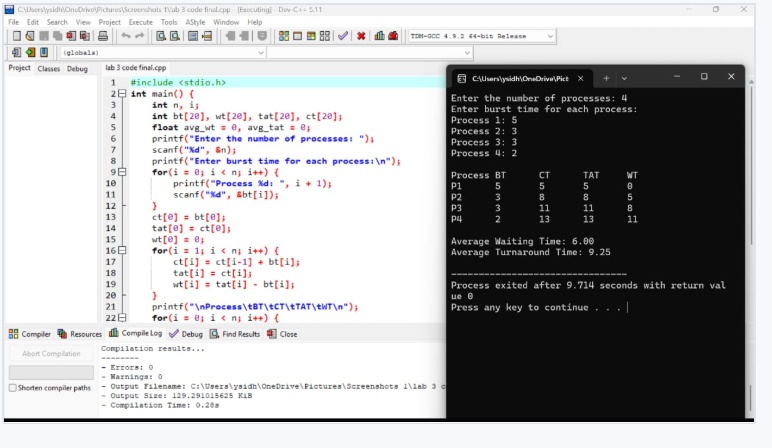 C:\Users\ysidh\OneDrive\Pictures\Screenshots 1\lab 3 code final.cpp - [Executing] - Dev-C++ 5.11
File Edit Search View Project Execute Tools AStyle Window Help
TDM-GCC 4.9.2 64-bit Release
(globals)
Project Classes Debug
lab 3 code final.cpp
1 #include <stdio.h>
2 int main() {
3 int n, i;
4 int bt[20], wt[20], tat[20], ct[20];
5 float avg_wt = 0, avg_tat = 0;
6 printf("Enter the number of processes: ");
7 scanf("%d", &n);
8 printf("Enter burst time for each process:\n");
9 for(i = 0; i < n; i++) {
10 printf("Process %d: ", i + 1);
11 scanf("%d", &bt[i]);
12 }
13 ct[0] = bt[0];
14 tat[0] = ct[0];
15 wt[0] = 0;
16 for(i = 1; i < n; i++) {
17 ct[i] = ct[i-1] + bt[i];
18 tat[i] = ct[i];
19 wt[i] = tat[i] - bt[i];
20 }
21 printf("\nProcess\tBT\tCT\tTAT\tWT\n");
22 for(i = 0; i < n; i++) {
C:\Users\ysidh\OneDrive\Pict
Enter the number of processes: 4
Enter burst time for each process:
Process 1: 5
Process 2: 3
Process 3: 3
Process 4: 2
Process BT CT TAT WT
P1 5 5 5 0
P2 3 8 8 5
P3 3 11 11 8
P4 2 13 13 11
Average Waiting Time: 6.00
Average Turnaround Time: 9.25
--------------------------------
Process exited after 9.714 seconds with return val
ue 0
Press any key to continue . . .
Compiler Resources Compile Log Debug Find Results Close
Abort Compilation
Shorten compiler paths
Compilation results...
--------
- Errors: 0
- Warnings: 0
- Output Filename: C:\Users\ysidh\OneDrive\Pictures\Screenshots 1\lab 3 c
- Output Size: 129.291015625 KiB
- Compilation Time: 0.28s